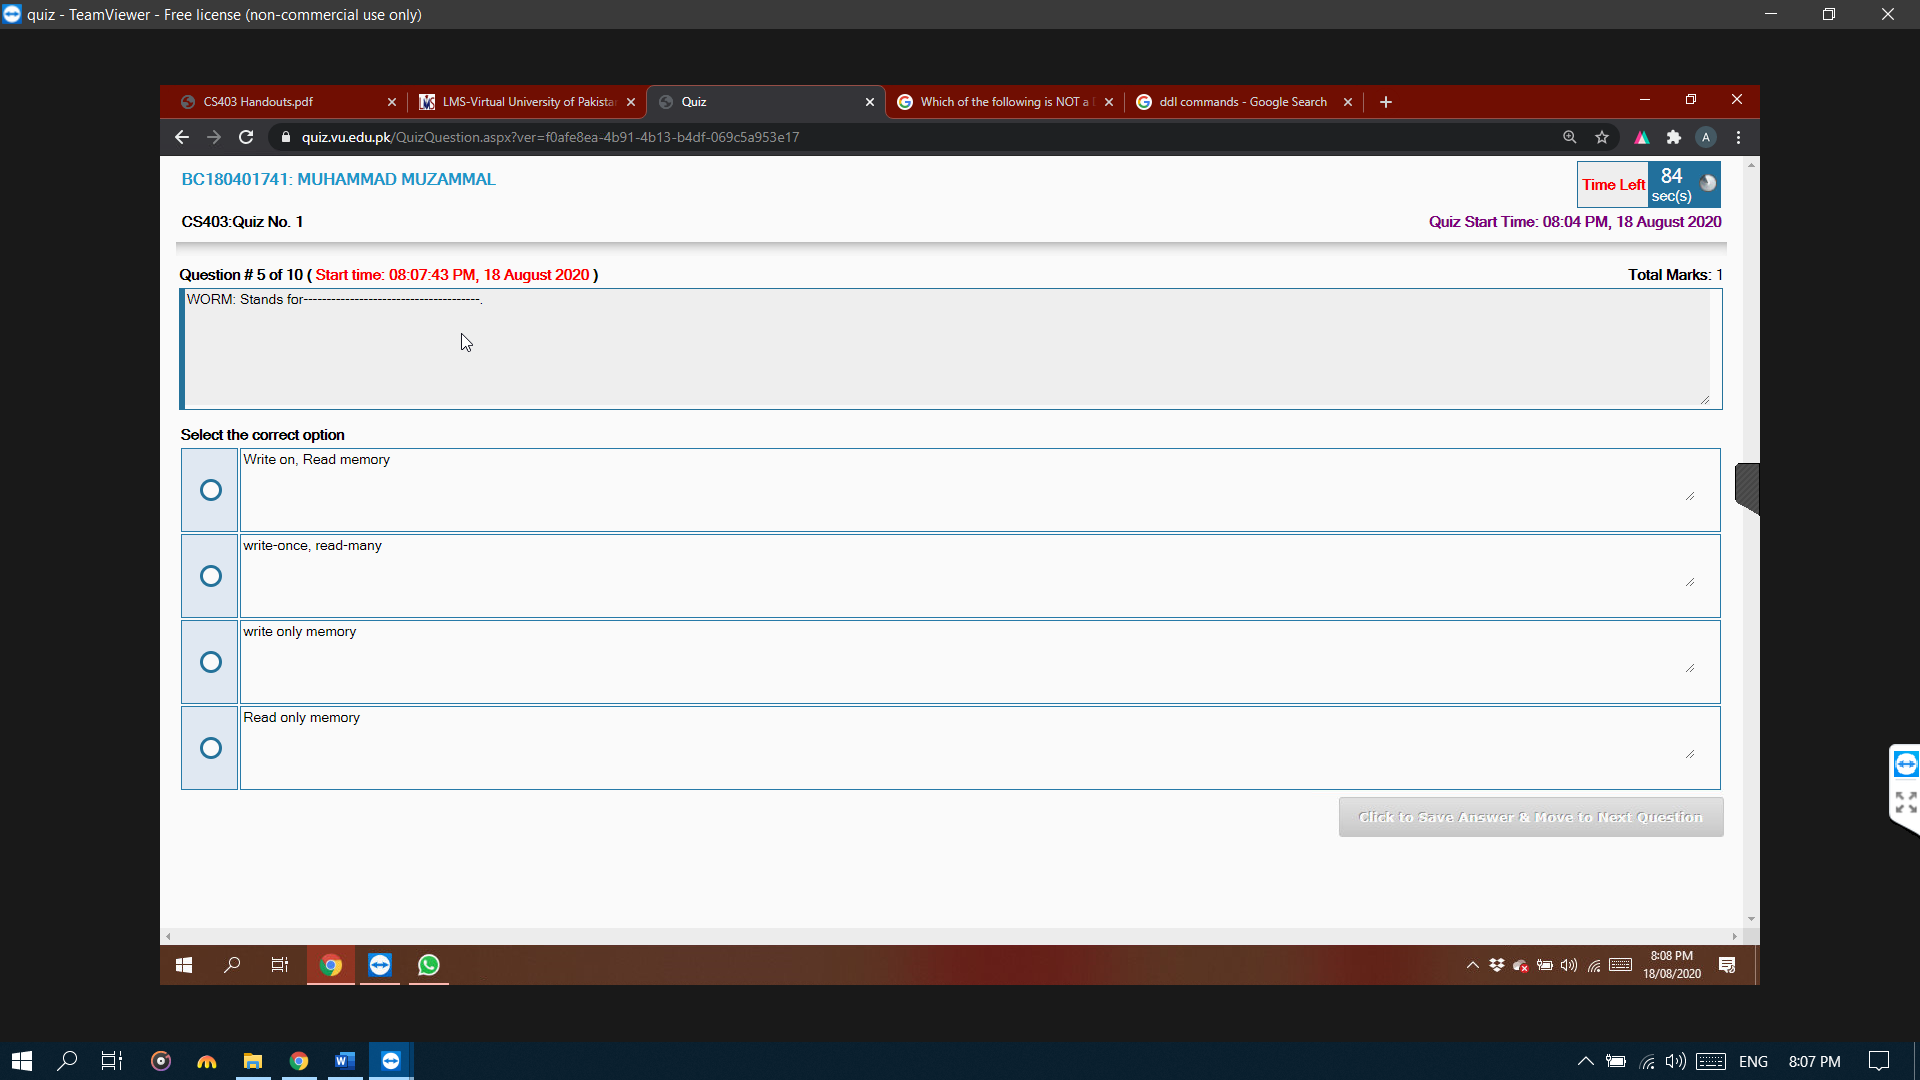 quiz - TeamViewer - Free license (non-commercial use only)
CS403 Handouts.pdf
LMS-Virtual University of Pakista
Quiz
Which of the following is NOT a
ddl commands - Google Search
quiz.vu.edu.pk/QuizQuestion.aspx?ver=f0afe8ea-4b91-4b13-b4df-069c5a953e17
A
BC180401741: MUHAMMAD MUZAMMAL
Time Left
84
sec(s)
CS403:Quiz No. 1
Quiz Start Time: 08:04 PM, 18 August 2020
Question # 5 of 10 ( Start time: 08:07:43 PM, 18 August 2020 )
Total Marks: 1
WORM: Stands for---------------------------------------.
Select the correct option
Write on, Read memory
write-once, read-many
write only memory
Read only memory
Click to Save Answer & Move to Next Question
8:08 PM
18/08/2020
ENG
8:07 PM